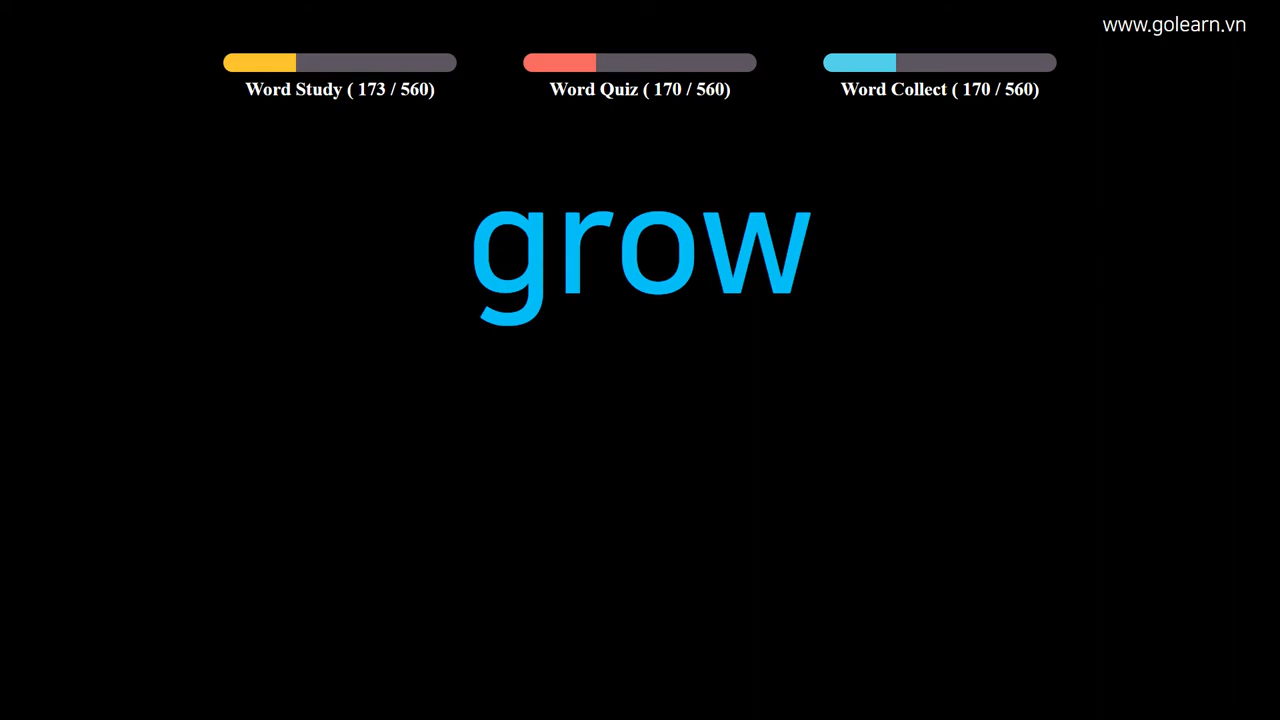 www.golearn.vn
Word Study ( 173 / 560)
Word Quiz ( 170 / 560)
Word Collect ( 170 / 560)
grow